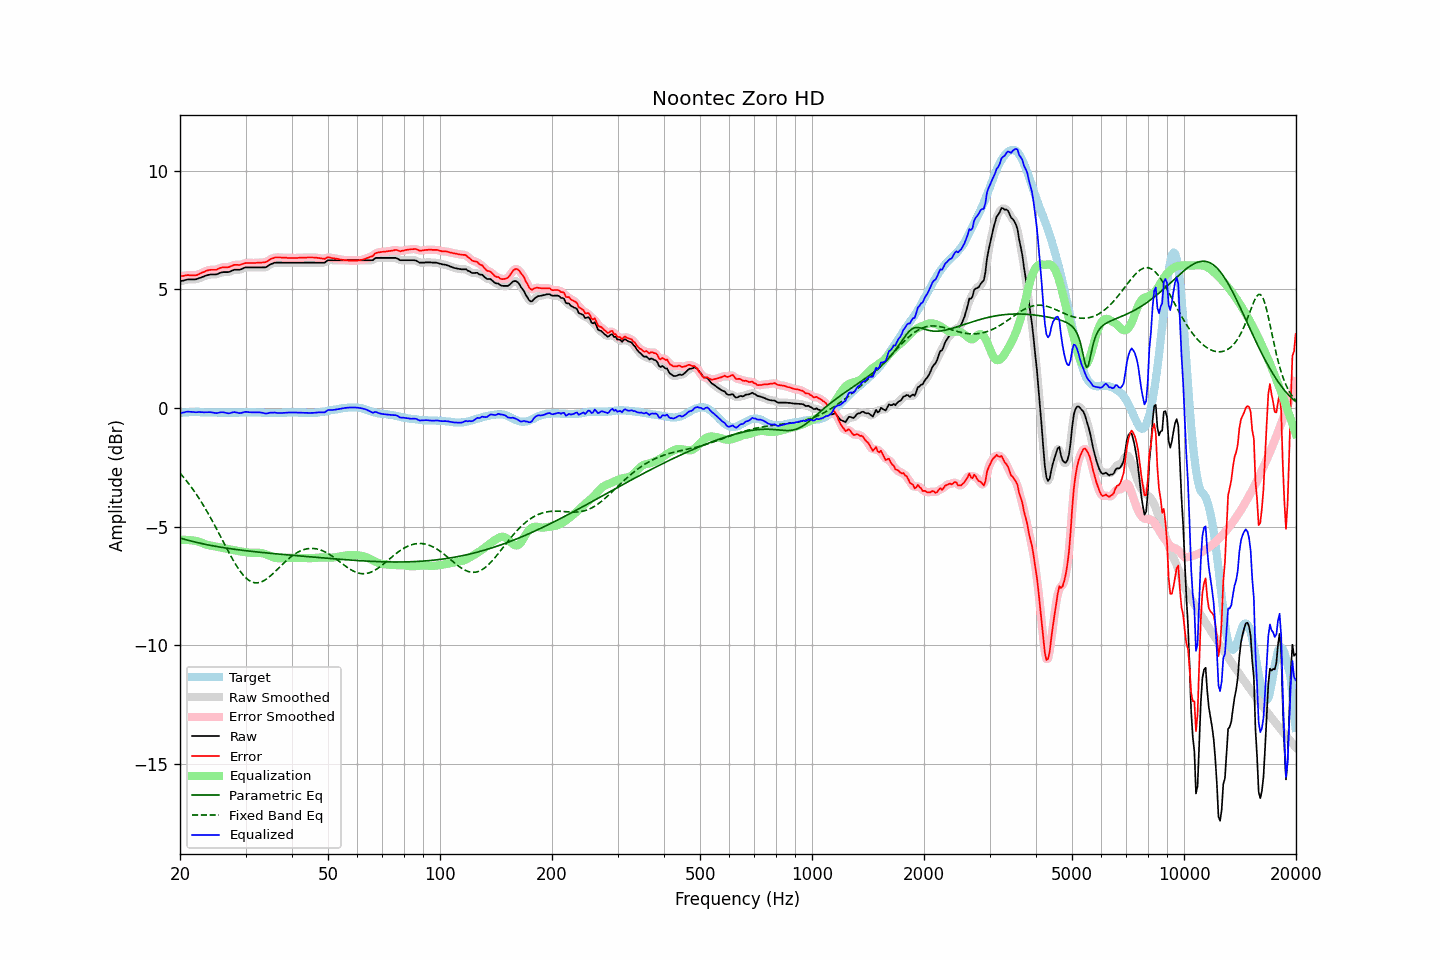 Noontec Zoro HD
10
5
0
−5
−10
−15
Amplitude (dBr)
Target
Raw Smoothed
Error Smoothed
Raw
Error
Equalization
Parametric Eq
Fixed Band Eq
Equalized
20 50 100 200 500 1000 2000 5000 10000 20000
Frequency (Hz)